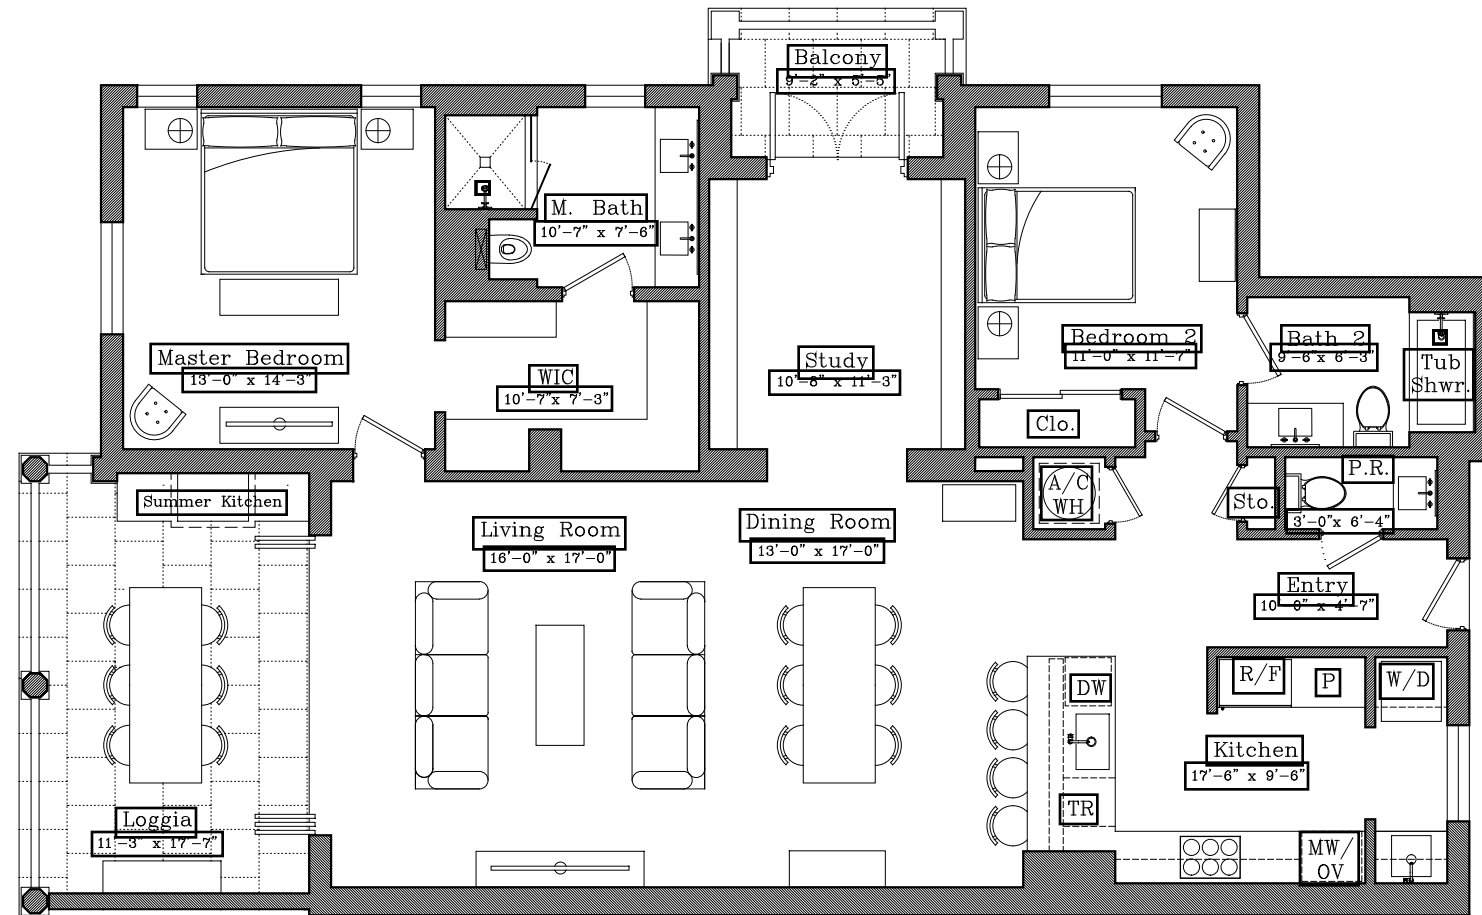 Balcony
9'-2" x 5'-5"
M. Bath
10'-7" x 7'-6"
Master Bedroom
13'-0" x 14'-3"
WIC
10'-7"x 7'-3"
Study
10'-8" x 11'-3"
Bedroom 2
11'-0" x 11'-7"
Bath 2
9'-6"x 6'-3"
Tub
Shwr.
Clo.
A/C
WH
Sto.
P.R.
3'-0"x 6'-4"
Summer Kitchen
Living Room
16'-0" x 17'-0"
Dining Room
13'-0" x 17'-0"
Entry
10'-0" x 4'-7"
R/F
P
W/D
DW
Kitchen
17'-6" x 9'-6"
TR
MW/
OV
Loggia
11'-3" x 17'-7"